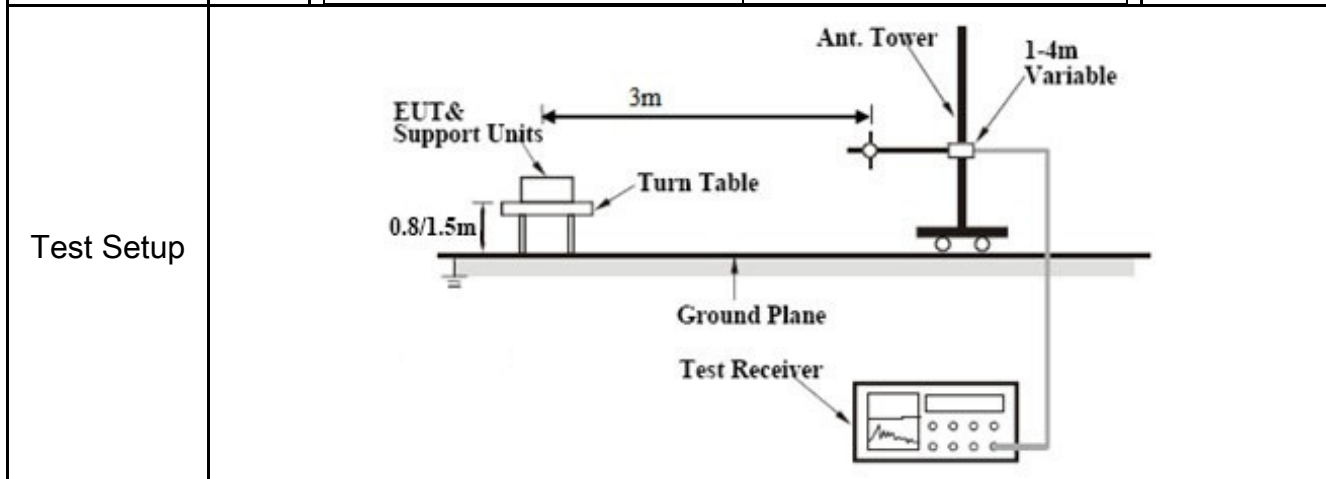 Test Setup
Ant. Tower
1-4m
Variable
3m
EUT&
Support Units
Turn Table
0.8/1.5m
Ground Plane
Test Receiver